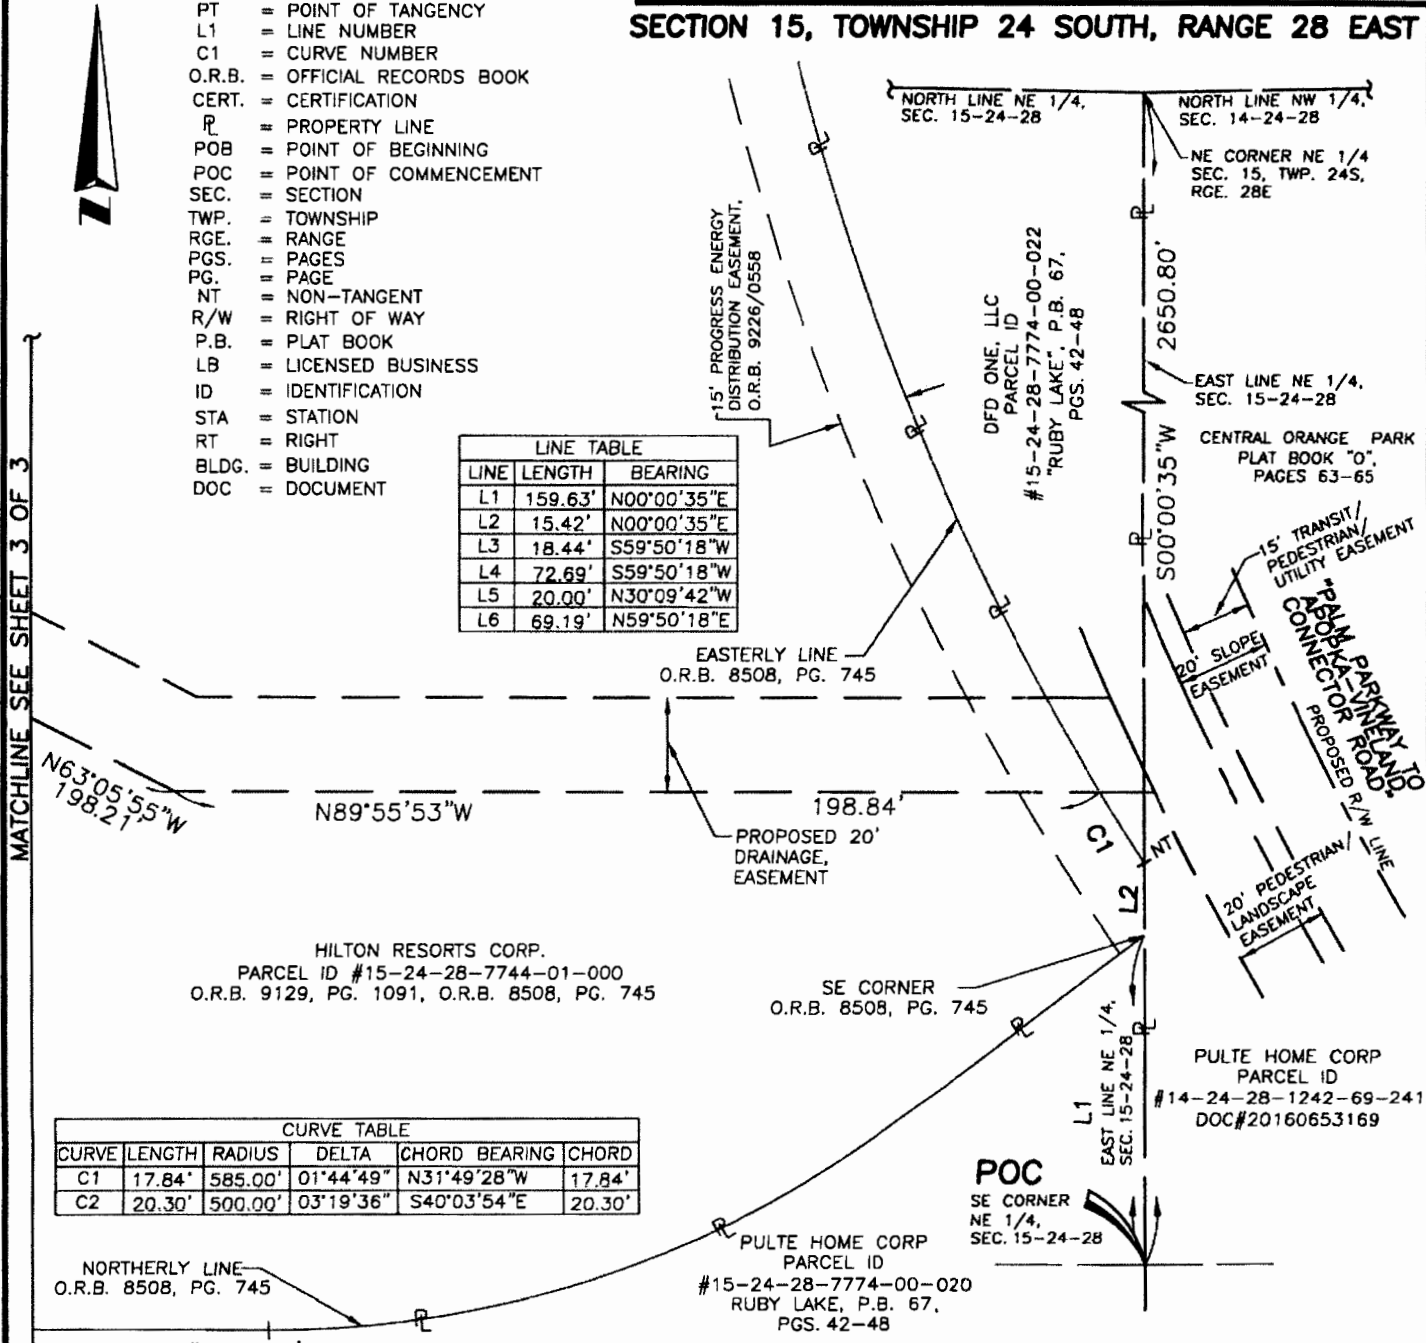 SECTION 15, TOWNSHIP 24 SOUTH, RANGE 28 EAST
PT = POINT OF TANGENCY
L1 = LINE NUMBER
C1 = CURVE NUMBER
O.R.B. = OFFICIAL RECORDS BOOK
CERT. = CERTIFICATION
PL = PROPERTY LINE
POB = POINT OF BEGINNING
POC = POINT OF COMMENCEMENT
SEC. = SECTION
TWP. = TOWNSHIP
RGE. = RANGE
PGS. = PAGES
PG. = PAGE
NT = NON-TANGENT
R/W = RIGHT OF WAY
P.B. = PLAT BOOK
LB = LICENSED BUSINESS
ID = IDENTIFICATION
STA = STATION
RT = RIGHT
BLDG. = BUILDING
DOC = DOCUMENT
N
MATCHLINE SEE SHEET 3 OF 3
NORTH LINE NE 1/4,
SEC. 15-24-28
NORTH LINE NW 1/4,
SEC. 14-24-28
NE CORNER NE 1/4
SEC. 15, TWP. 24S,
RGE. 28E
PL
PL
15' PROGRESS ENERGY
DISTRIBUTION EASEMENT,
O.R.B. 9226/0558
DFD ONE, LLC
PARCEL ID
#15-24-28-7774-00-022
"RUBY LAKE", P.B. 67,
PGS. 42-48
2650.80'
S00°00'35"W
EAST LINE NE 1/4,
SEC. 15-24-28
CENTRAL ORANGE PARK
PLAT BOOK "O",
PAGES 63-65
PL
PL
PL
LINE TABLE
LINE LENGTH BEARING
L1 159.63' N00°00'35"E
L2 15.42' N00°00'35"E
L3 18.44' S59°50'18"W
L4 72.69' S59°50'18"W
L5 20.00' N30°09'42"W
L6 69.19' N59°50'18"E
15' TRANSIT/
PEDESTRIAN/
UTILITY EASEMENT
"PALM PARKWAY TO
APOPKA-VINELAND
CONNECTOR ROAD"
20' SLOPE
EASEMENT
PROPOSED R/W LINE
EASTERLY LINE
O.R.B. 8508, PG. 745
N63°05'55"W
198.21'
N89°55'53"W
198.84'
PROPOSED 20'
DRAINAGE,
EASEMENT
C1
NT
L2
20' PEDESTRIAN/
LANDSCAPE
EASEMENT
HILTON RESORTS CORP.
PARCEL ID #15-24-28-7744-01-000
O.R.B. 9129, PG. 1091, O.R.B. 8508, PG. 745
SE CORNER
O.R.B. 8508, PG. 745
PL
PL
L1
EAST LINE NE 1/4,
SEC. 15-24-28
PULTE HOME CORP
PARCEL ID
#14-24-28-1242-69-241
DOC#20160653169
CURVE TABLE
CURVE LENGTH RADIUS DELTA CHORD BEARING CHORD
C1 17.84' 585.00' 01°44'49" N31°49'28"W 17.84'
C2 20.30' 500.00' 03°19'36" S40°03'54"E 20.30'
POC
SE CORNER
NE 1/4,
SEC. 15-24-28
PL
PULTE HOME CORP
PARCEL ID
#15-24-28-7774-00-020
RUBY LAKE, P.B. 67,
PGS. 42-48
NORTHERLY LINE
O.R.B. 8508, PG. 745
PL